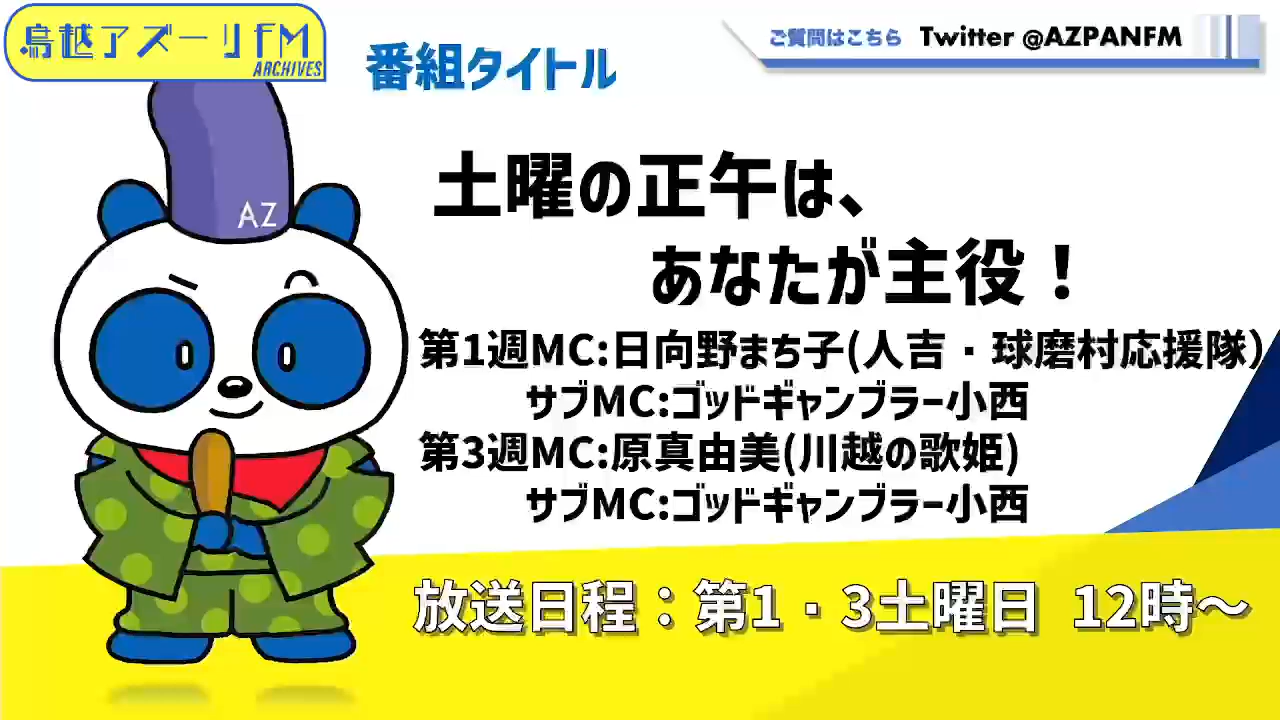 鳥越アズーリFM
ARCHIVES
番組タイトル
ご質問はこちら Twitter @AZPANFM
AZ
土曜の正午は、
あなたが主役！
第1週MC:日向野まち子(人吉・球磨村応援隊)
サブMC:ゴッドギャンブラー小西
第3週MC:原真由美(川越の歌姫)
サブMC:ゴッドギャンブラー小西
放送日程：第1・3土曜日 12時～